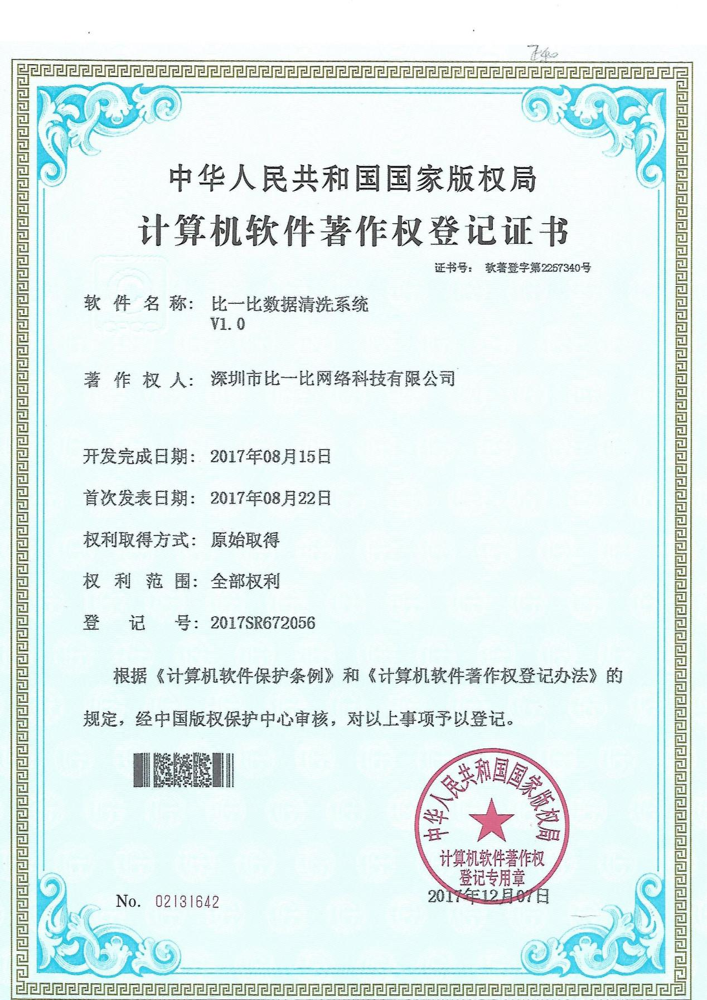 中华人民共和国国家版权局
计算机软件著作权登记证书
证书号： 软著登字第2257340号
软件名称： 比一比数据清洗系统
V1.0
著作权人： 深圳市比一比网络科技有限公司
开发完成日期： 2017年08月15日
首次发表日期： 2017年08月22日
权利取得方式： 原始取得
权利范围： 全部权利
登记号： 2017SR672056
根据《计算机软件保护条例》和《计算机软件著作权登记办法》的
规定，经中国版权保护中心审核，对以上事项予以登记。
中华人民共和国国家版权局
计算机软件著作权
登记专用章
No. 02131642
2017年12月07日